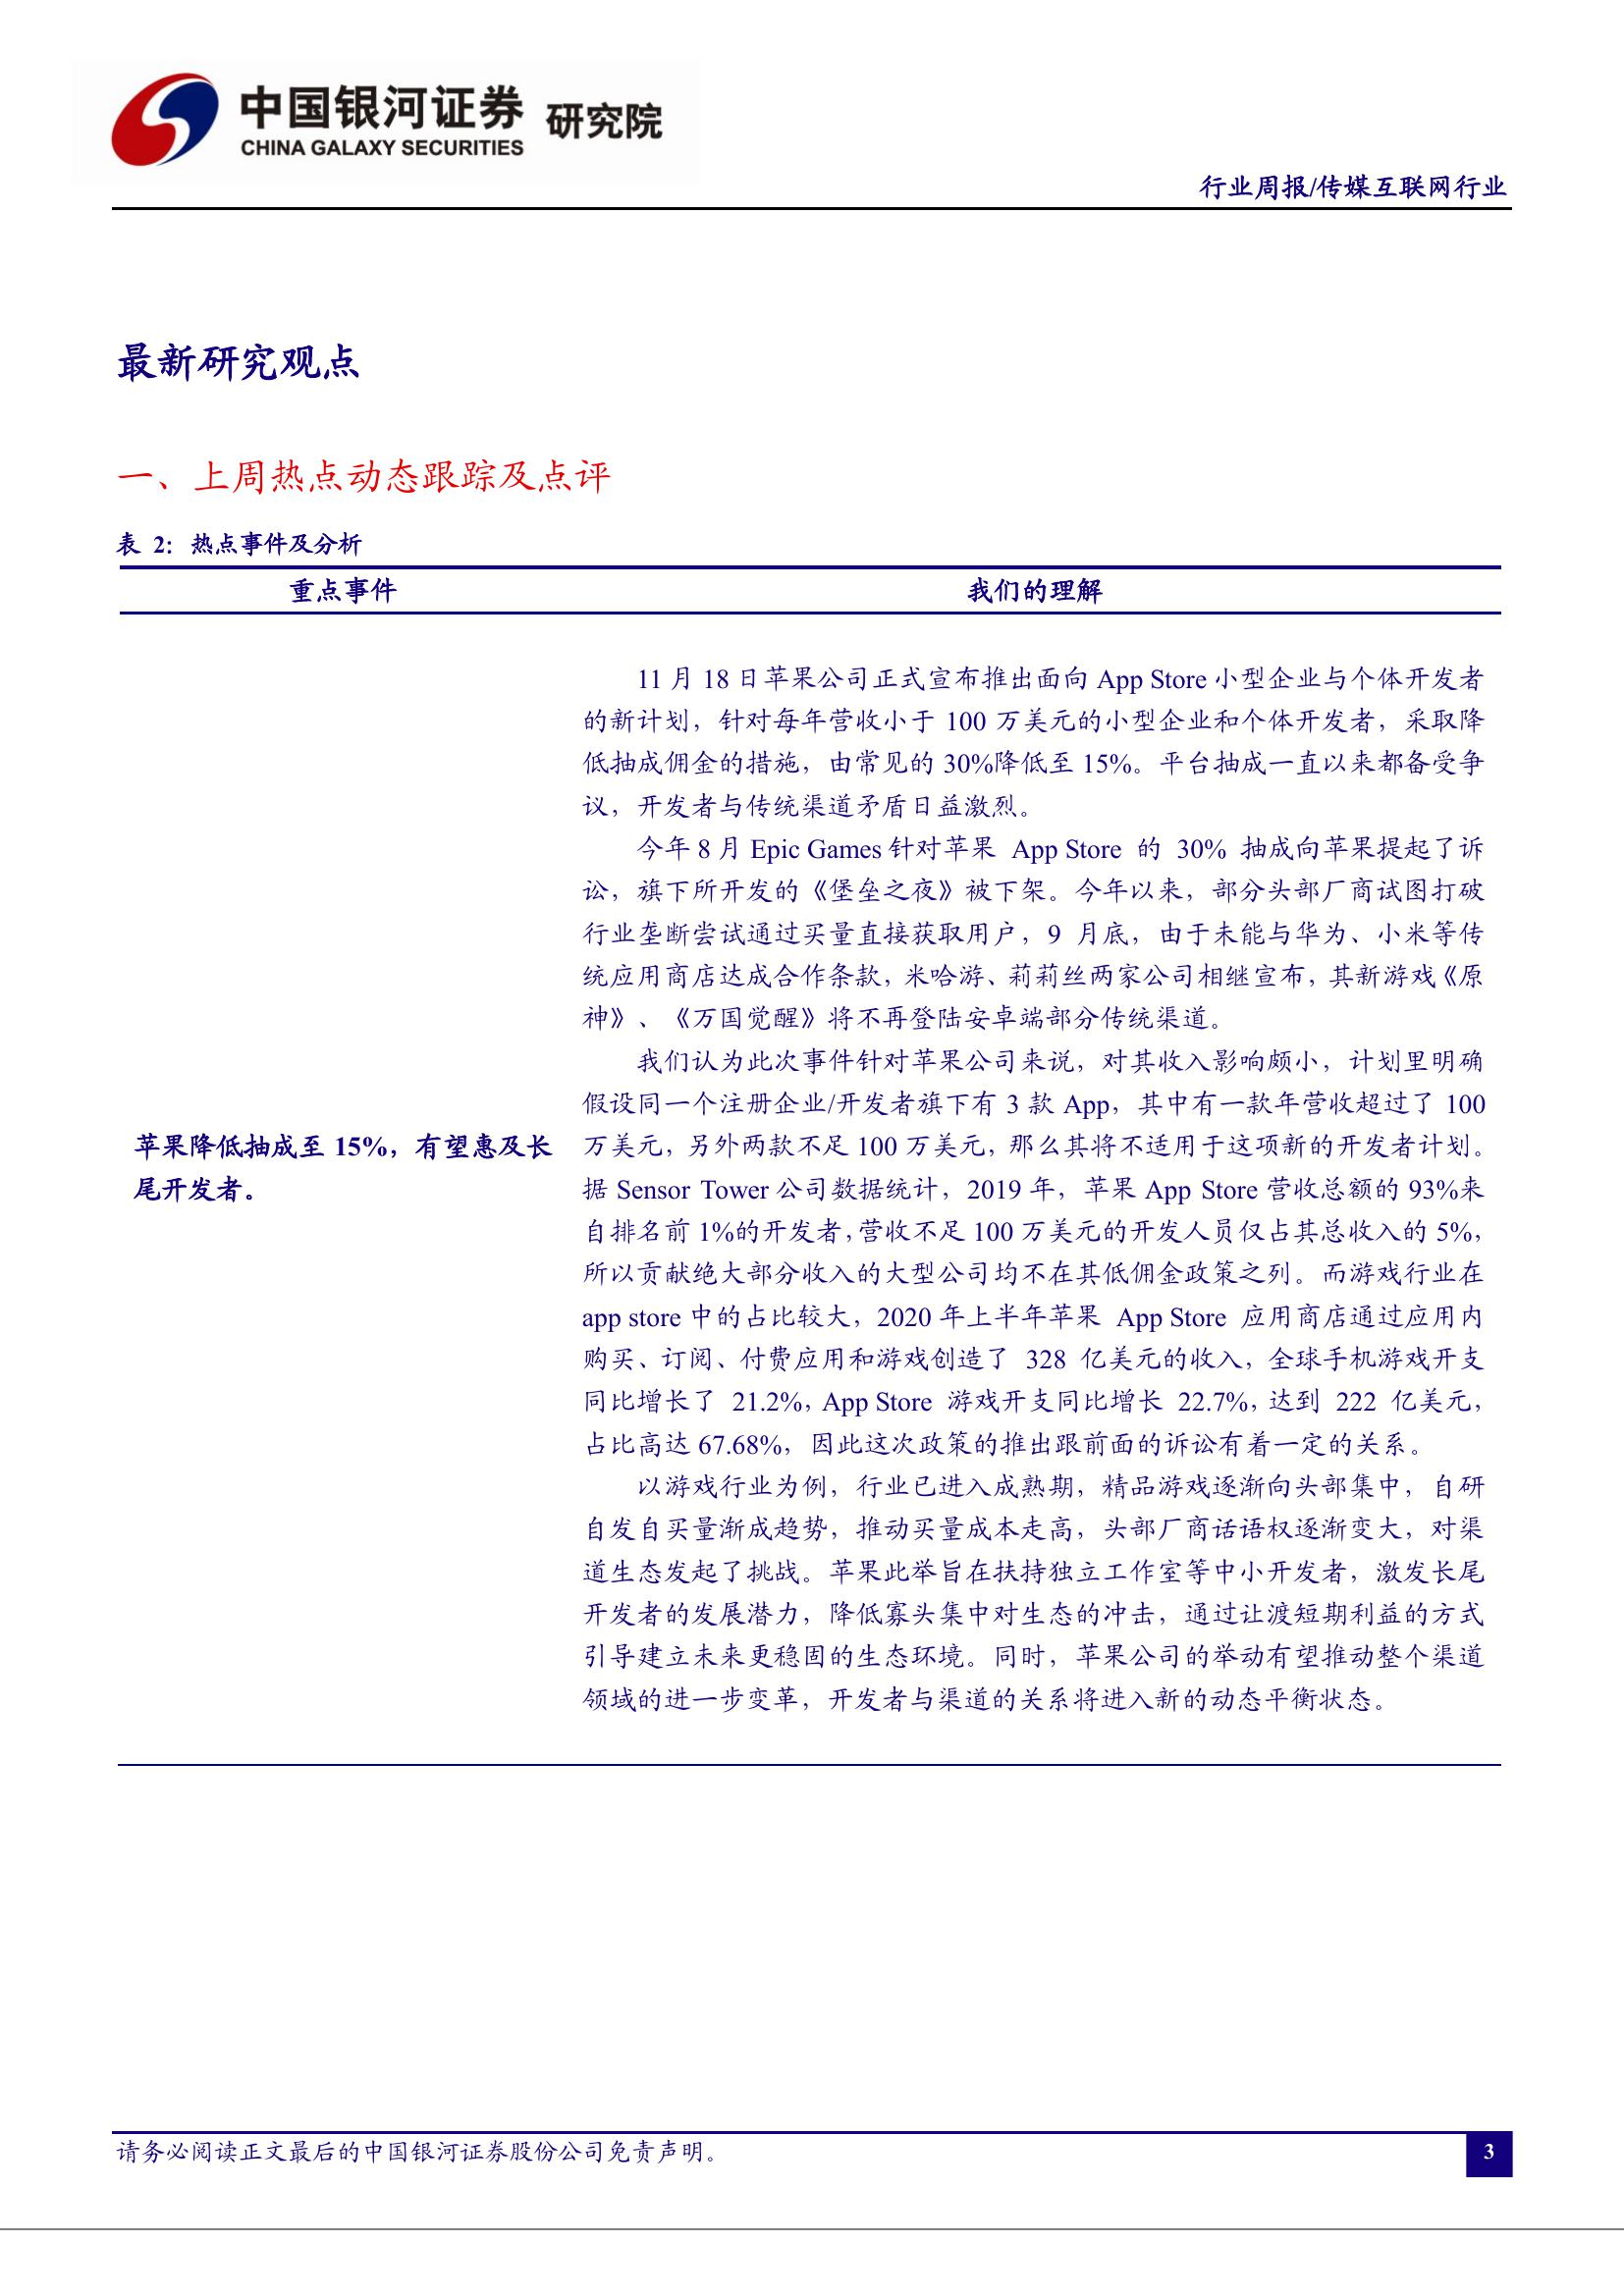 中国银河证券 研究院
CHINA GALAXY SECURITIES
行业周报/传媒互联网行业
最新研究观点
一、上周热点动态跟踪及点评
表 2：热点事件及分析
重点事件 我们的理解
11 月 18 日苹果公司正式宣布推出面向 App Store 小型企业与个体开发者
的新计划，针对每年营收小于 100 万美元的小型企业和个体开发者，采取降
低抽成佣金的措施，由常见的 30%降低至 15%。平台抽成一直以来都备受争
议，开发者与传统渠道矛盾日益激烈。
今年 8 月 Epic Games 针对苹果 App Store 的 30% 抽成向苹果提起了诉
讼，旗下所开发的《堡垒之夜》被下架。今年以来，部分头部厂商试图打破
行业垄断尝试通过买量直接获取用户，9 月底，由于未能与华为、小米等传
统应用商店达成合作条款，米哈游、莉莉丝两家公司相继宣布，其新游戏《原
神》、《万国觉醒》将不再登陆安卓端部分传统渠道。
我们认为此次事件针对苹果公司来说，对其收入影响颇小，计划里明确
假设同一个注册企业/开发者旗下有 3 款 App，其中有一款年营收超过了 100
苹果降低抽成至 15%，有望惠及长
尾开发者。
万美元，另外两款不足 100 万美元，那么其将不适用于这项新的开发者计划。
据 Sensor Tower 公司数据统计，2019 年，苹果 App Store 营收总额的 93%来
自排名前 1%的开发者，营收不足 100 万美元的开发人员仅占其总收入的 5%，
所以贡献绝大部分收入的大型公司均不在其低佣金政策之列。而游戏行业在
app store 中的占比较大，2020 年上半年苹果 App Store 应用商店通过应用内
购买、订阅、付费应用和游戏创造了 328 亿美元的收入，全球手机游戏开支
同比增长了 21.2%，App Store 游戏开支同比增长 22.7%，达到 222 亿美元，
占比高达 67.68%，因此这次政策的推出跟前面的诉讼有着一定的关系。
以游戏行业为例，行业已进入成熟期，精品游戏逐渐向头部集中，自研
自发自买量渐成趋势，推动买量成本走高，头部厂商话语权逐渐变大，对渠
道生态发起了挑战。苹果此举旨在扶持独立工作室等中小开发者，激发长尾
开发者的发展潜力，降低寡头集中对生态的冲击，通过让渡短期利益的方式
引导建立未来更稳固的生态环境。同时，苹果公司的举动有望推动整个渠道
领域的进一步变革，开发者与渠道的关系将进入新的动态平衡状态。
请务必阅读正文最后的中国银河证券股份公司免责声明。
3